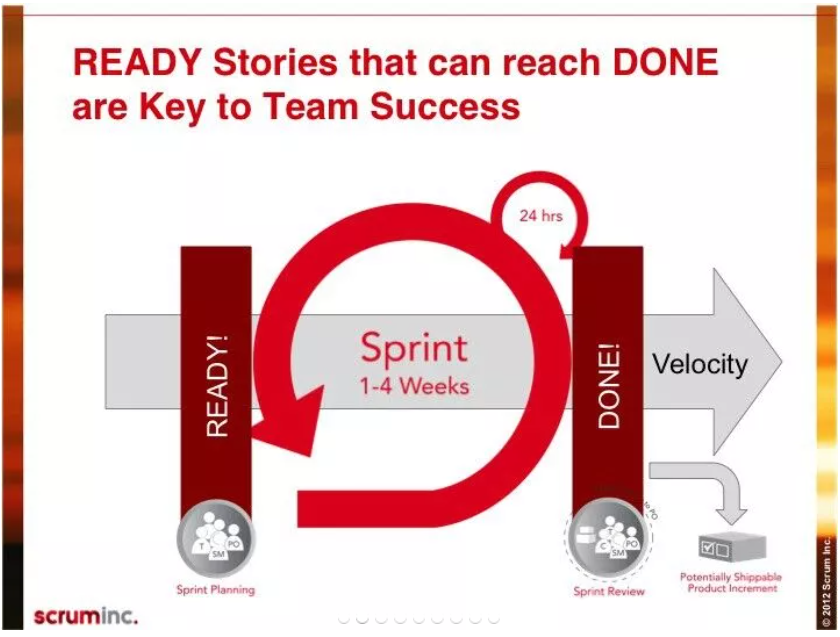 READY Stories that can reach DONE
are Key to Team Success
24 hrs
READY!
Sprint
1-4 Weeks
DONE!
Velocity
T
PO
SM
Sprint Planning
T
C
PO
SM
Sprint Review
Potentially Shippable
Product Increment
scruminc.
© 2012 Scrum Inc.